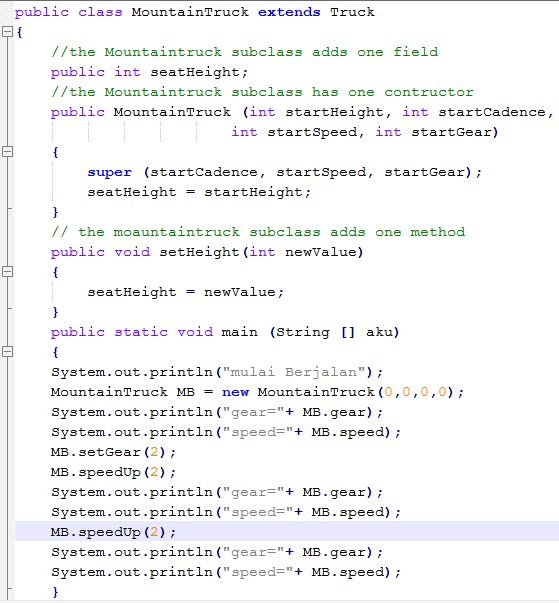 public class MountainTruck extends Truck
{
//the Mountaintruck subclass adds one field
public int seatHeight;
//the Mountaintruck subclass has one contructor
public MountainTruck (int startHeight, int startCadence,
int startSpeed, int startGear)
{
super (startCadence, startSpeed, startGear);
seatHeight = startHeight;
}
// the moauntaintruck subclass adds one method
public void setHeight(int newValue)
{
seatHeight = newValue;
}
public static void main (String [] aku)
{
System.out.println("mulai Berjalan");
MountainTruck MB = new MountainTruck(0,0,0,0);
System.out.println("gear="+ MB.gear);
System.out.println("speed="+ MB.speed);
MB.setGear(2);
MB.speedUp(2);
System.out.println("gear="+ MB.gear);
System.out.println("speed="+ MB.speed);
MB.speedUp(2);
System.out.println("gear="+ MB.gear);
System.out.println("speed="+ MB.speed);
}